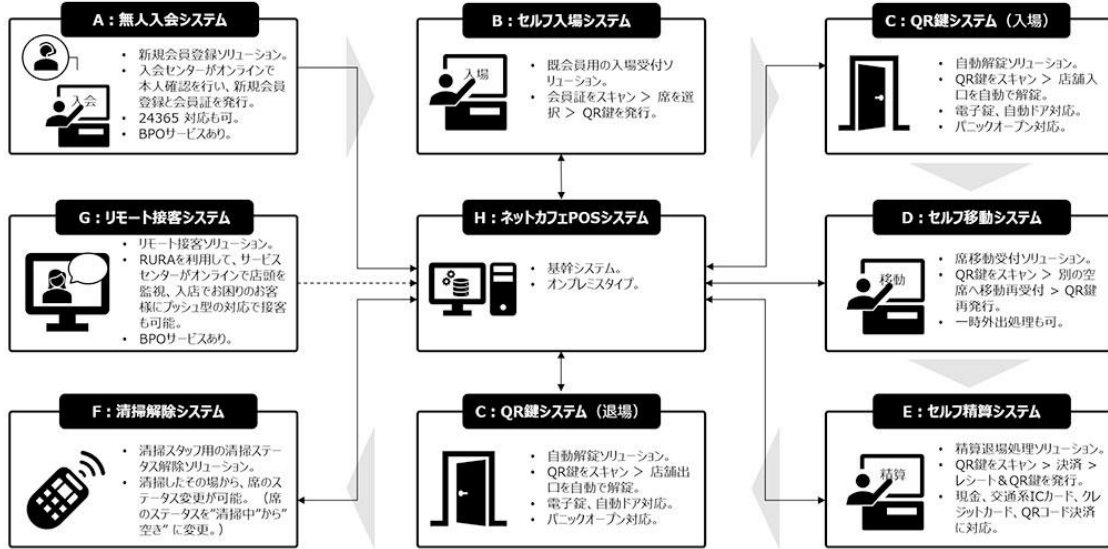 A：無人入会システム
• 新規会員登録ソリューション。
• 入会センターがオンラインで
本人確認を行い、新規会員
登録と会員証を発行。
• 24365 対応も可。
• BPOサービスあり。
入会
B：セルフ入場システム
• 既会員用の入場受付ソ
リューション。
• 会員証をスキャン > 席を選
択 > QR鍵を発行。
入場
C：QR鍵システム（入場）
• 自動解錠ソリューション。
• QR鍵をスキャン > 店舗入
口を自動で解錠。
• 電子錠、自動ドア対応。
• パニックオープン対応。
G：リモート接客システム
• リモート接客ソリューション。
• RURAを利用して、サービス
センターがオンラインで店頭を
監視、入店でお困りのお客
様にプッシュ型の対応で接客
も可能。
• BPOサービスあり。
H：ネットカフェPOSシステム
• 基幹システム。
• オンプレミスタイプ。
D：セルフ移動システム
• 席移動受付ソリューション。
• QR鍵をスキャン > 別の空
席へ移動再受付 > QR鍵
再発行。
• 一時外出処理も可。
移動
F：清掃解除システム
• 清掃スタッフ用の清掃ステー
タス解除ソリューション。
• 清掃したその場から、席のス
テータス変更が可能。（席
のステータスを”清掃中”から”
空き” に変更。）
C：QR鍵システム（退場）
• 自動解錠ソリューション。
• QR鍵をスキャン > 店舗出
口を自動で解錠。
• 電子錠、自動ドア対応。
• パニックオープン対応。
E：セルフ精算システム
• 精算退場処理ソリューション。
• QR鍵をスキャン > 決済 >
レシート＆QR鍵を発行。
• 現金、交通系ICカード、クレ
ジットカード、QRコード決済
に対応。
精算